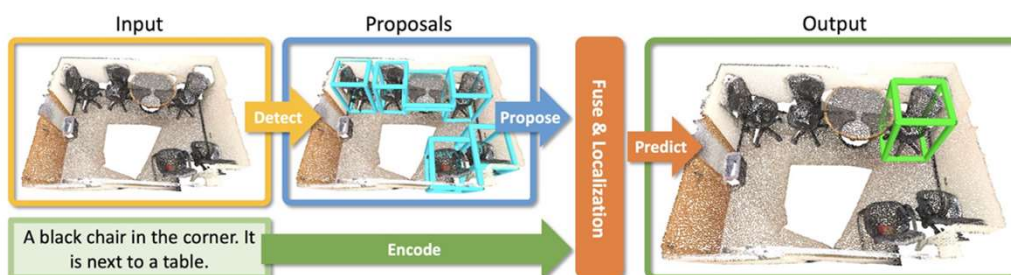 Input
Proposals
Output
Detect
Propose
Fuse & Localization
Predict
A black chair in the corner. It
is next to a table.
Encode